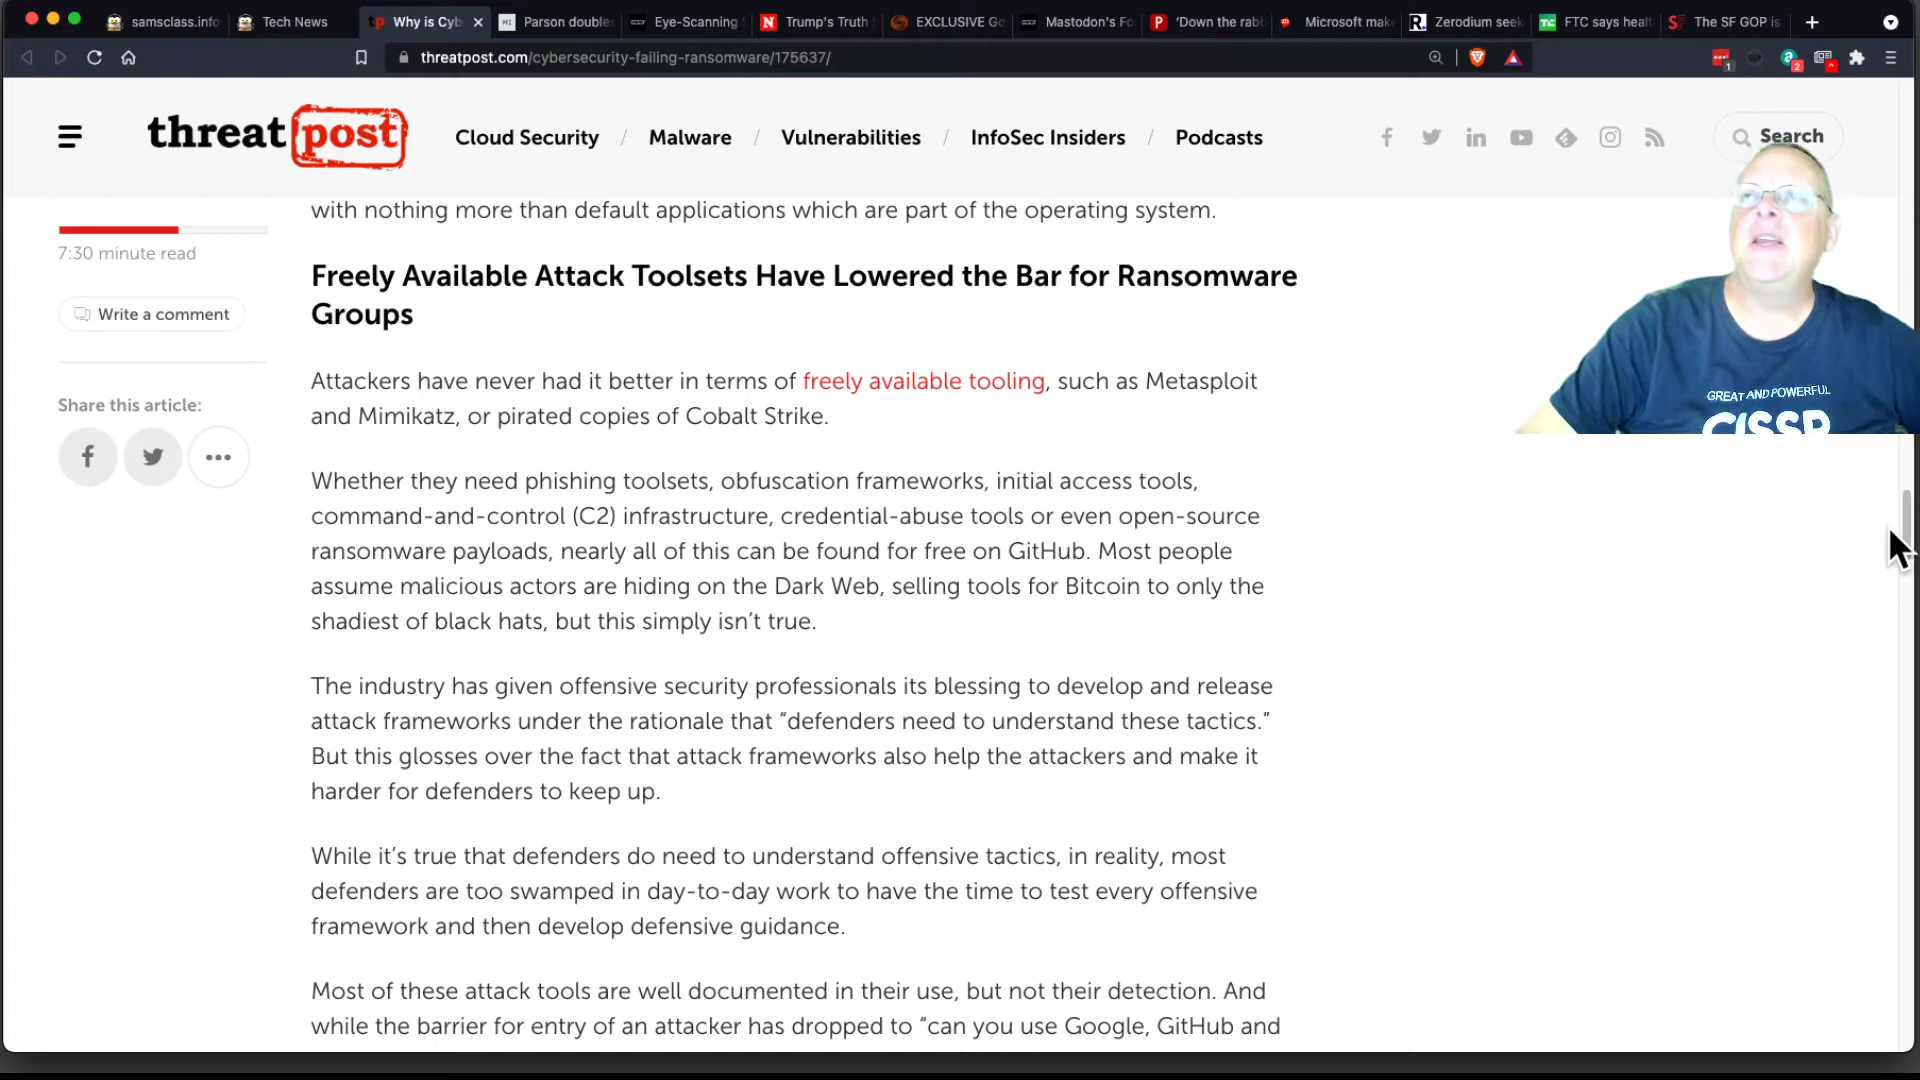 samsclass.info
Tech News
Why is Cyb
Parson doubles
Eye-Scanning
Trump's Truth
EXCLUSIVE Go
Mastodon's Fo
'Down the rab
Microsoft mak
Zerodium seek
FTC says healt
The SF GOP is
threatpost.com/cybersecurity-failing-ransomware/175637/
1
2
threat post
Cloud Security / Malware / Vulnerabilities / InfoSec Insiders / Podcasts
Search
with nothing more than default applications which are part of the operating system.
7:30 minute read
Write a comment
Share this article:
Freely Available Attack Toolsets Have Lowered the Bar for Ransomware
Groups
Attackers have never had it better in terms of freely available tooling, such as Metasploit
and Mimikatz, or pirated copies of Cobalt Strike.
Whether they need phishing toolsets, obfuscation frameworks, initial access tools,
command-and-control (C2) infrastructure, credential-abuse tools or even open-source
ransomware payloads, nearly all of this can be found for free on GitHub. Most people
assume malicious actors are hiding on the Dark Web, selling tools for Bitcoin to only the
shadiest of black hats, but this simply isn’t true.
The industry has given offensive security professionals its blessing to develop and release
attack frameworks under the rationale that “defenders need to understand these tactics.”
But this glosses over the fact that attack frameworks also help the attackers and make it
harder for defenders to keep up.
While it’s true that defenders do need to understand offensive tactics, in reality, most
defenders are too swamped in day-to-day work to have the time to test every offensive
framework and then develop defensive guidance.
Most of these attack tools are well documented in their use, but not their detection. And
while the barrier for entry of an attacker has dropped to “can you use Google, GitHub and
GREAT AND POWERFUL
CISSP